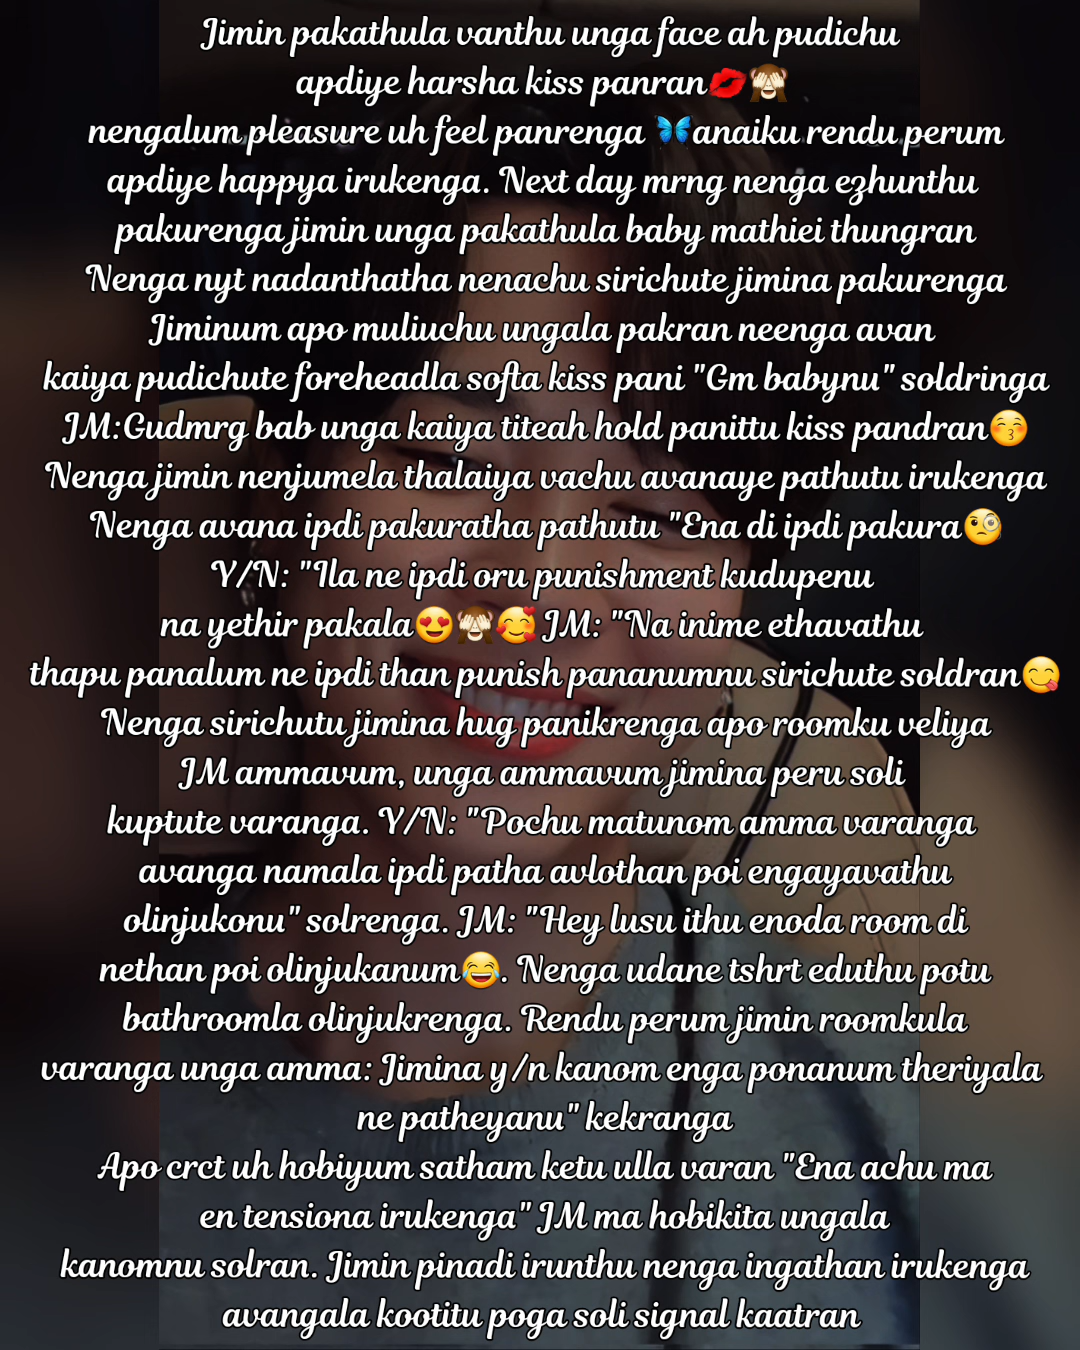 Jimin pakathula vanthu unga face ah pudichu
apdiye harsha kiss panran💋🙈
nengalum pleasure uh feel panrenga 🦋anaiku rendu perum
apdiye happya irukenga. Next day mrng nenga ezhunthu
pakurenga jimin unga pakathula baby mathiei thungran
Nenga nyt nadanthatha nenachu sirichute jimina pakurenga
Jiminum apo muliuchu ungala pakran neenga avan
kaiya pudichute foreheadla softa kiss pani "Gm babynu" soldringa
JM:Gudmrg bab unga kaiya titeah hold panittu kiss pandran😚
Nenga jimin nenjumela thalaiya vachu avanaye pathutu irukenga
Nenga avana ipdi pakuratha pathutu "Ena di ipdi pakura🧐
Y/N: "Ila ne ipdi oru punishment kudupenu
na yethir pakala😍🙈🥰 JM: "Na inime ethavathu
thapu panalum ne ipdi than punish pananumnu sirichute soldran😋
Nenga sirichutu jimina hug panikrenga apo roomku veliya
JM ammavum, unga ammavum jimina peru soli
kuptute varanga. Y/N: "Pochu matunom amma varanga
avanga namala ipdi patha avlothan poi engayavathu
olinjukonu" solrenga. JM: "Hey lusu ithu enoda room di
nethan poi olinjukanum😂. Nenga udane tshrt eduthu potu
bathroomla olinjukrenga. Rendu perum jimin roomkula
varanga unga amma: Jimina y/n kanom enga ponanum theriyala
ne patheyanu" kekranga
Apo crct uh hobiyum satham ketu ulla varan "Ena achu ma
en tensiona irukenga" JM ma hobikita ungala
kanomnu solran. Jimin pinadi irunthu nenga ingathan irukenga
avangala kootitu poga soli signal kaatran